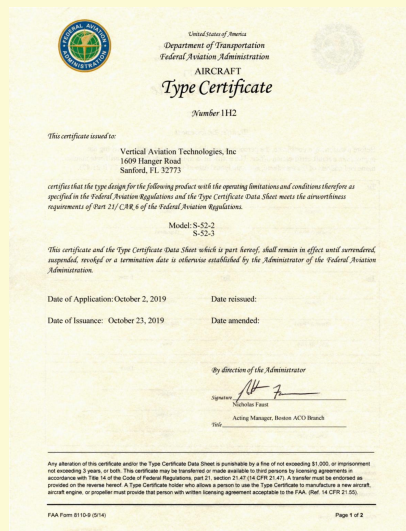 FEDERAL AVIATION
ADMINISTRATION
United States of America
Department of Transportation
Federal Aviation Administration
AIRCRAFT
Type Certificate
Number 1H2
This certificate issued to:
Vertical Aviation Technologies, Inc
1609 Hanger Road
Sanford, FL 32773
certifies that the type design for the following product with the operating limitations and conditions therefore as
specified in the Federal Aviation Regulations and the Type Certificate Data Sheet meets the airworthiness
requirements of Part 21/ CAR 6 of the Federal Aviation Regulations.
Model: S-52-2
S-52-3
This certificate and the Type Certificate Data Sheet which is part hereof, shall remain in effect until surrendered,
suspended, revoked or a termination date is otherwise established by the Administrator of the Federal Aviation
Administration.
Date of Application: October 2, 2019 Date reissued:
Date of Issuance: October 23, 2019 Date amended:
By direction of the Administrator
Signature
Nicholas Faust
Acting Manager, Boston ACO Branch
Title
Any alteration of this certificate and/or the Type Certificate Data Sheet is punishable by a fine of not exceeding $1,000, or imprisonment
not exceeding 3 years, or both. This certificate may be transferred or made available to third persons by licensing agreements in
accordance with Title 14 of the Code of Federal Regulations, part 21, section 21.47 (14 CFR 21.47). A transfer must be endorsed as
provided on the reverse hereof. A Type Certificate holder who allows a person to use the Type Certificate to manufacture a new aircraft,
aircraft engine, or propeller must provide that person with written licensing agreement acceptable to the FAA. (Ref. 14 CFR 21.55).
FAA Form 8110-9 (5/14) Page 1 of 2